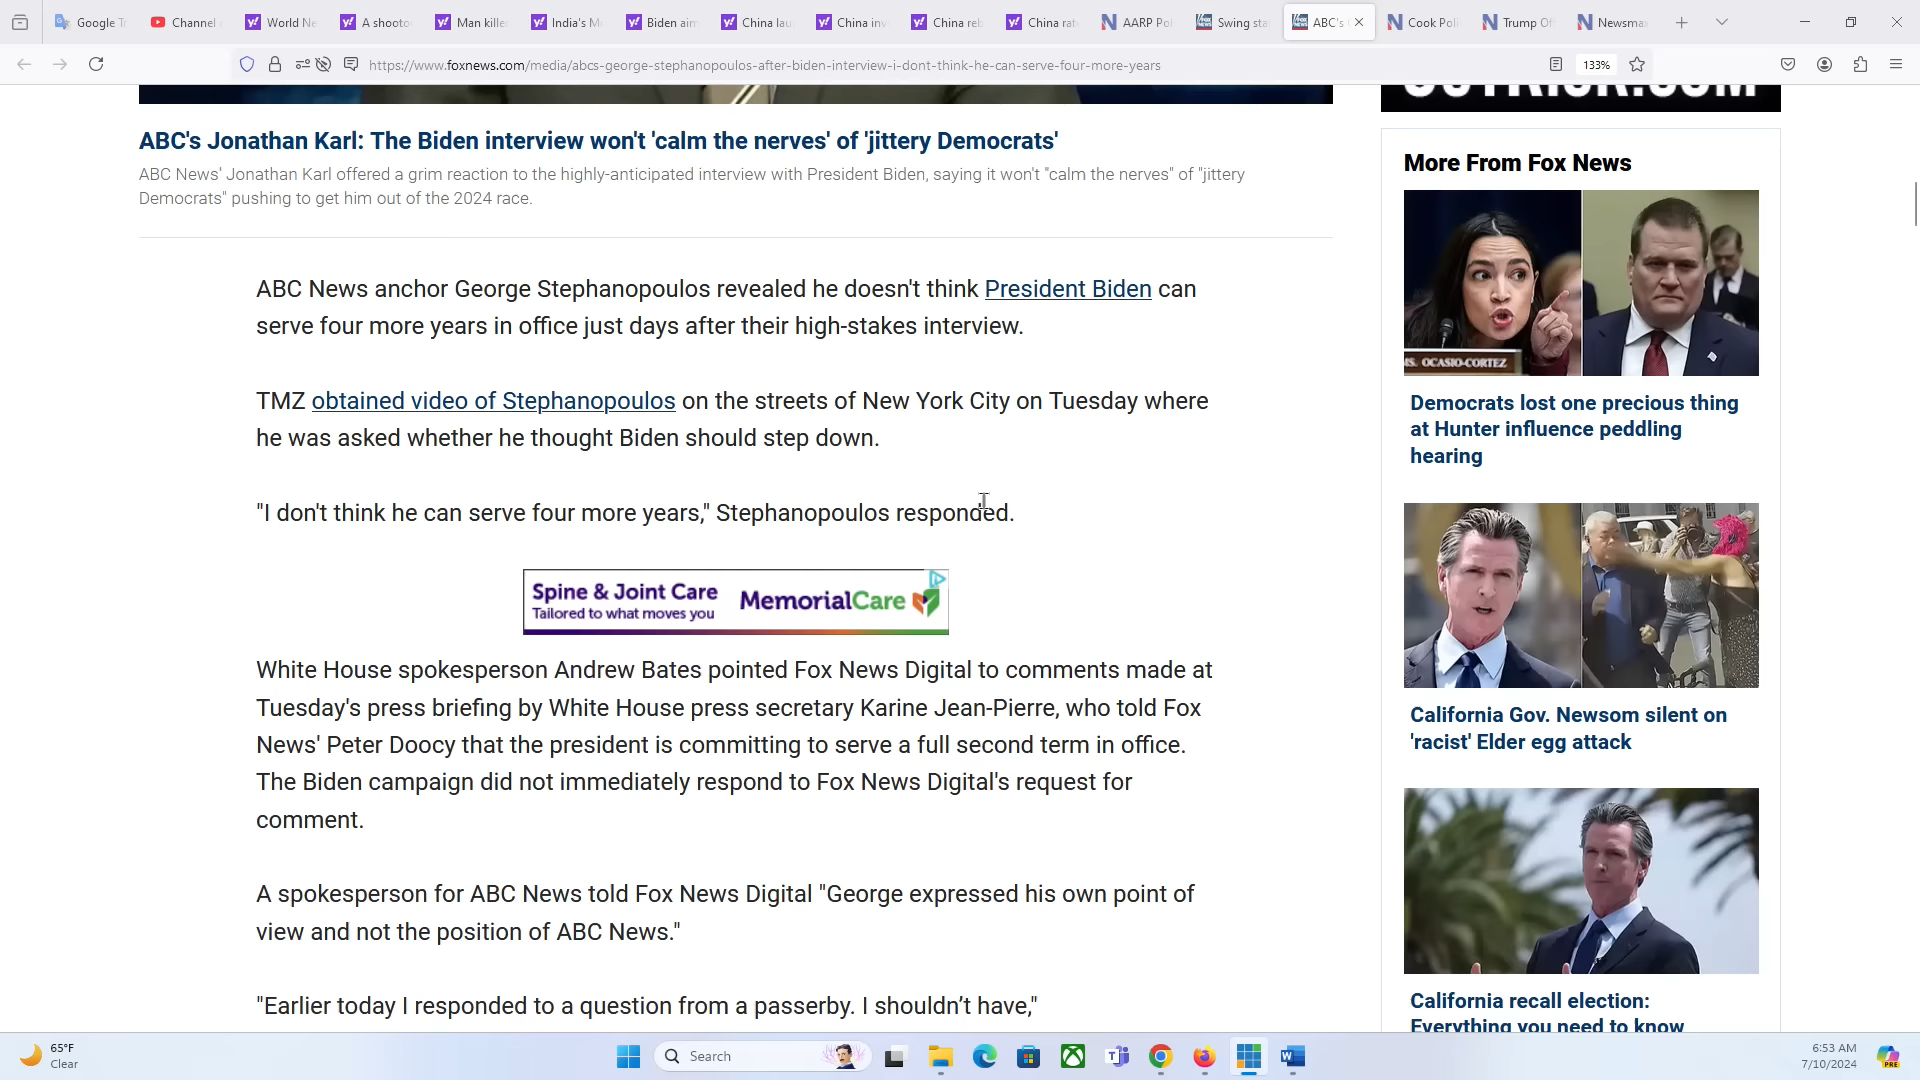 Google Tr
Channel
World Ne
A shooto
Man kille
India's M
Biden aim
China lau
China inv
China reb
China rat
AARP Pol
Swing sta
ABC's
Cook Poli
Trump Of
Newsma
https://www.foxnews.com/media/abcs-george-stephanopoulos-after-biden-interview-i-dont-think-he-can-serve-four-more-years
133%
OUTKICK.COM
ABC's Jonathan Karl: The Biden interview won't 'calm the nerves' of 'jittery Democrats'
ABC News' Jonathan Karl offered a grim reaction to the highly-anticipated interview with President Biden, saying it won't "calm the nerves" of "jittery
Democrats" pushing to get him out of the 2024 race.
ABC News anchor George Stephanopoulos revealed he doesn't think President Biden can
serve four more years in office just days after their high-stakes interview.
TMZ obtained video of Stephanopoulos on the streets of New York City on Tuesday where
he was asked whether he thought Biden should step down.
"I don't think he can serve four more years," Stephanopoulos responded.
Spine & Joint Care
Tailored to what moves you
MemorialCare
White House spokesperson Andrew Bates pointed Fox News Digital to comments made at
Tuesday's press briefing by White House press secretary Karine Jean-Pierre, who told Fox
News' Peter Doocy that the president is committing to serve a full second term in office.
The Biden campaign did not immediately respond to Fox News Digital's request for
comment.
A spokesperson for ABC News told Fox News Digital "George expressed his own point of
view and not the position of ABC News."
"Earlier today I responded to a question from a passerby. I shouldn’t have,"
More From Fox News
MS. OCASIO-CORTEZ
Democrats lost one precious thing
at Hunter influence peddling
hearing
California Gov. Newsom silent on
'racist' Elder egg attack
California recall election:
Everything you need to know
65°F
Clear
Search
6:53 AM
7/10/2024
PRE